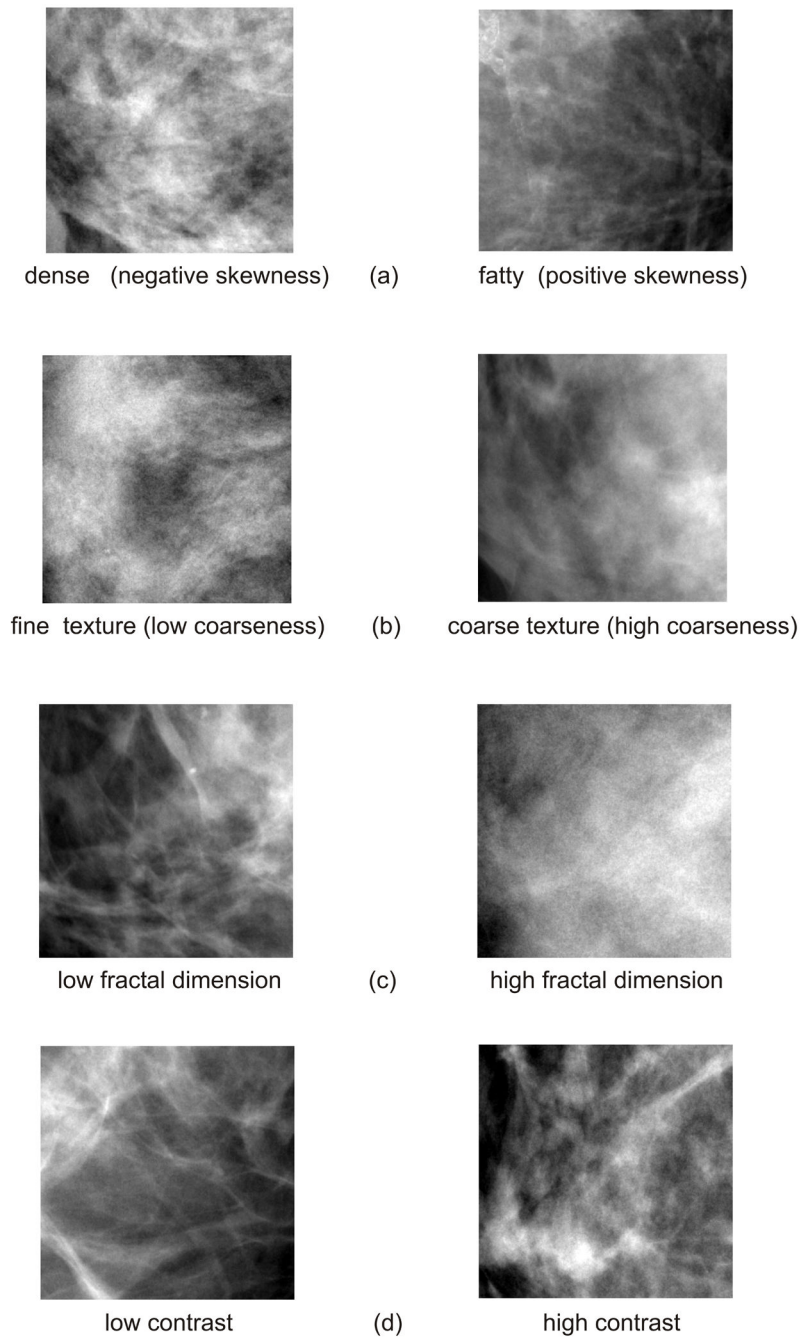 dense (negative skewness) (a) fatty (positive skewness)
fine texture (low coarseness) (b) coarse texture (high coarseness)
low fractal dimension (c) high fractal dimension
low contrast (d) high contrast